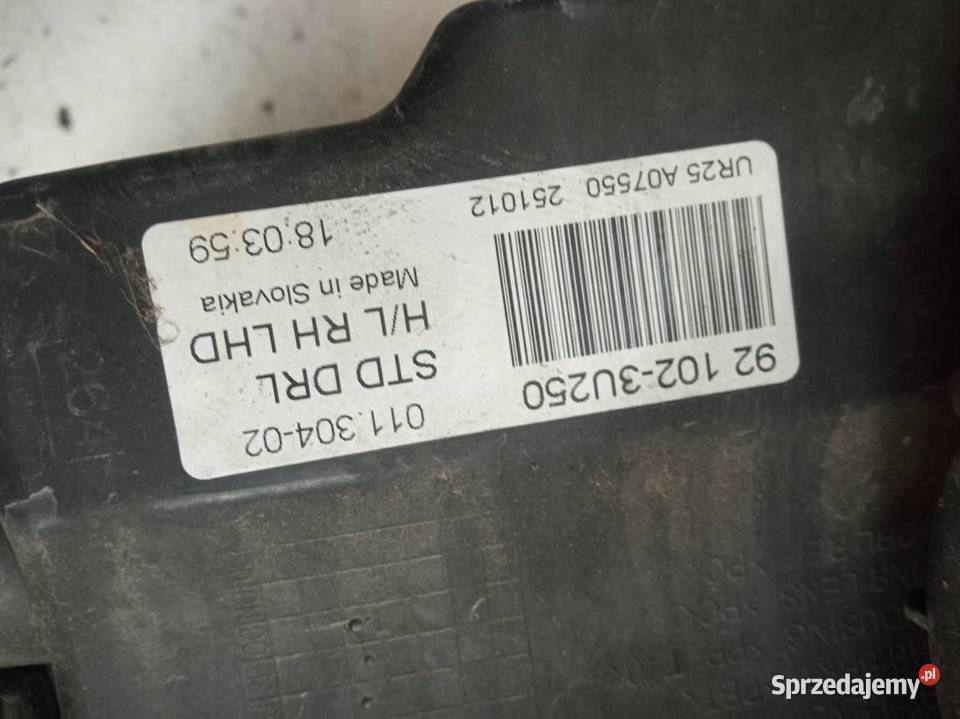 92 102-3U250
UR25 A07550 251012
011.304-02
STD DRL
H/L RH LHD
Made in Slovakia
18:03:59
Sprzedajemy.pl